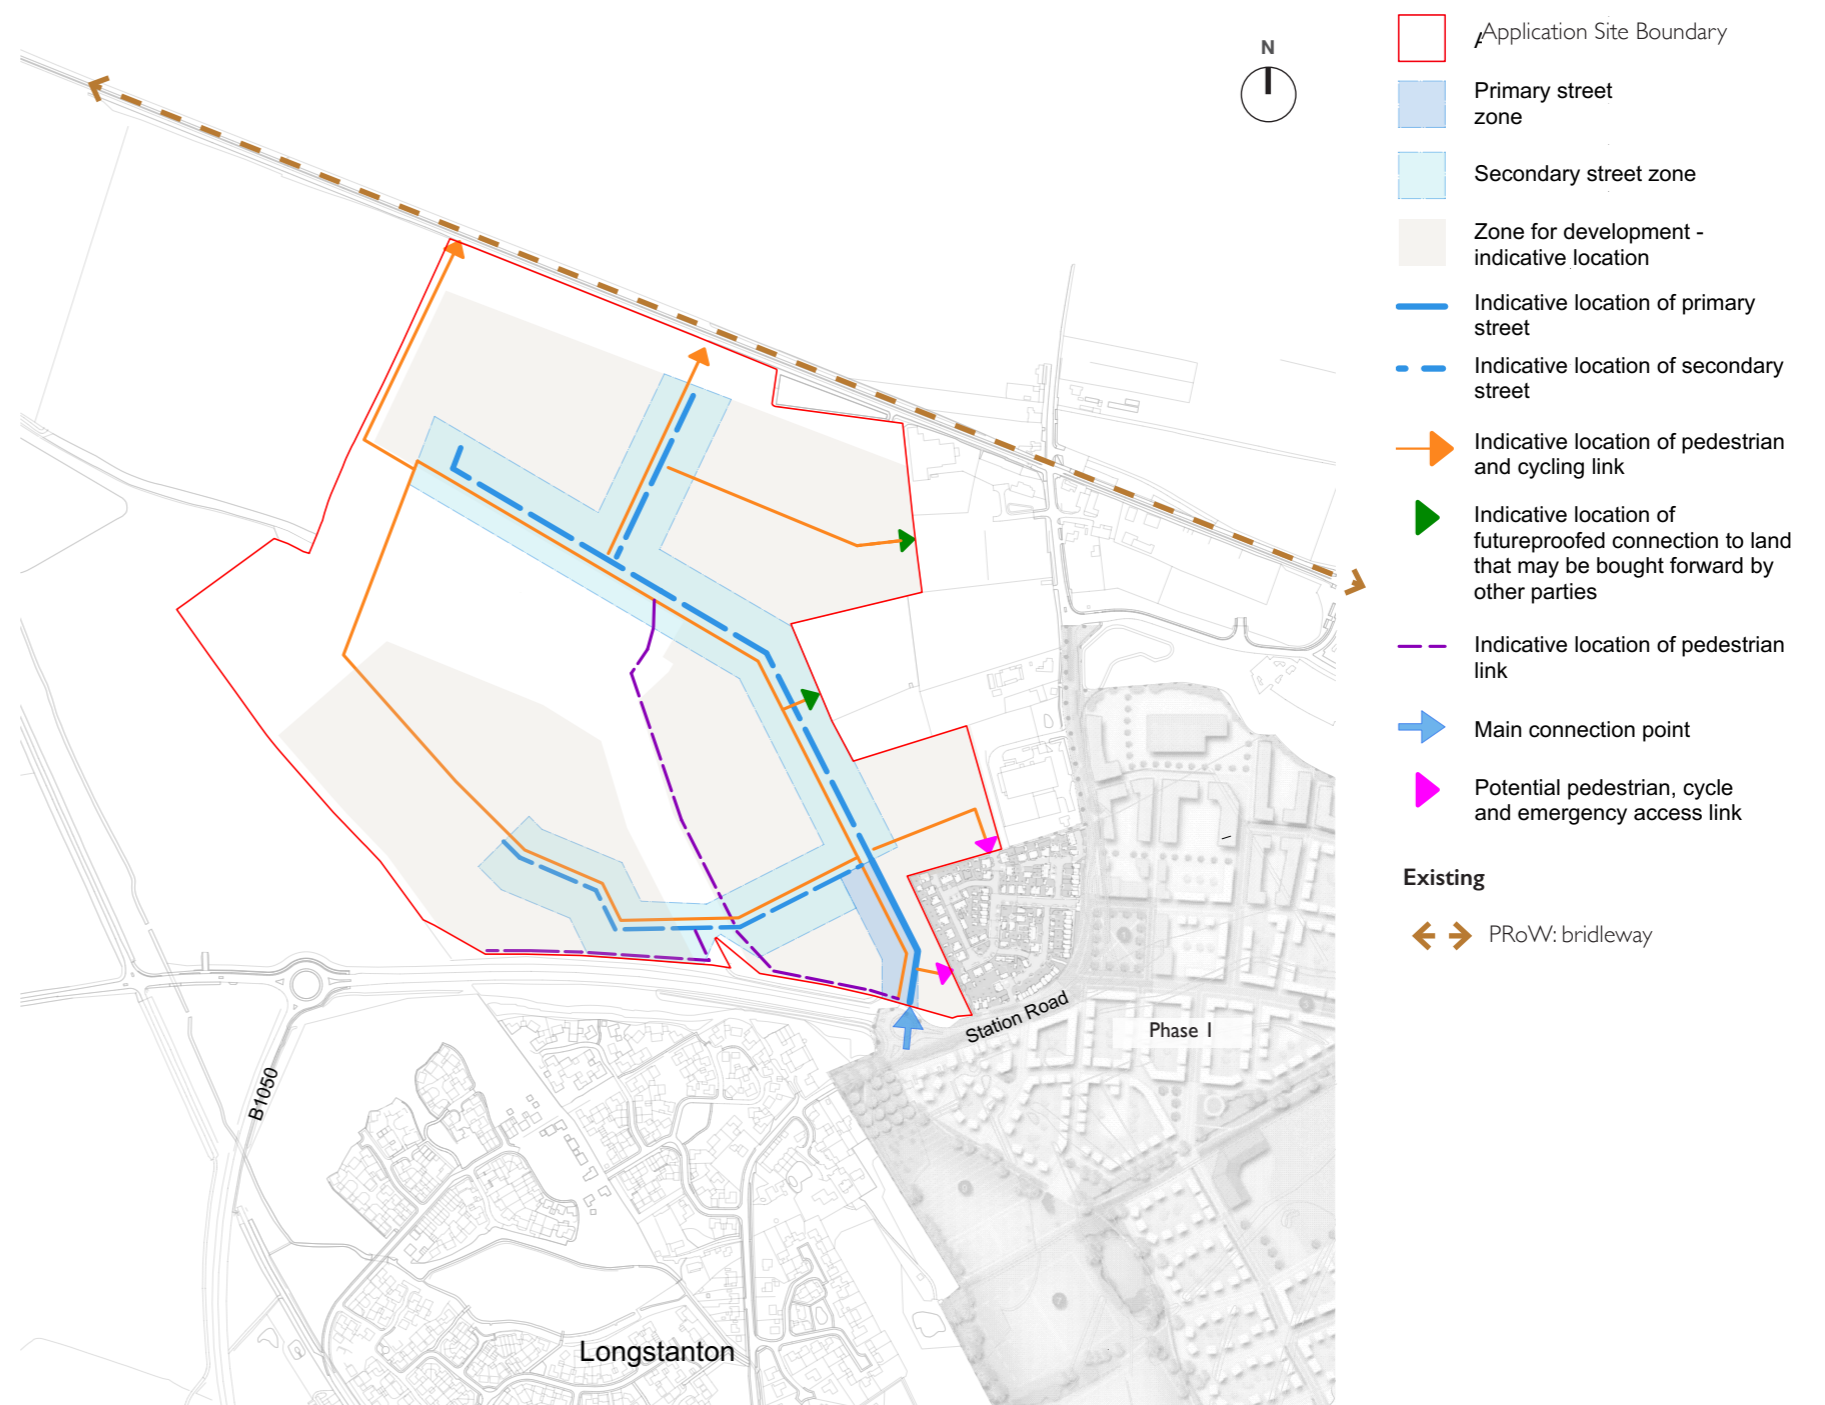 N
Application Site Boundary
Primary street
zone
Secondary street zone
Zone for development -
indicative location
Indicative location of primary
street
Indicative location of secondary
street
Indicative location of pedestrian
and cycling link
Indicative location of
futureproofed connection to land
that may be bought forward by
other parties
Indicative location of pedestrian
link
Main connection point
Potential pedestrian, cycle
and emergency access link
Existing
PRoW: bridleway
Station Road
Phase 1
B1050
Longstanton